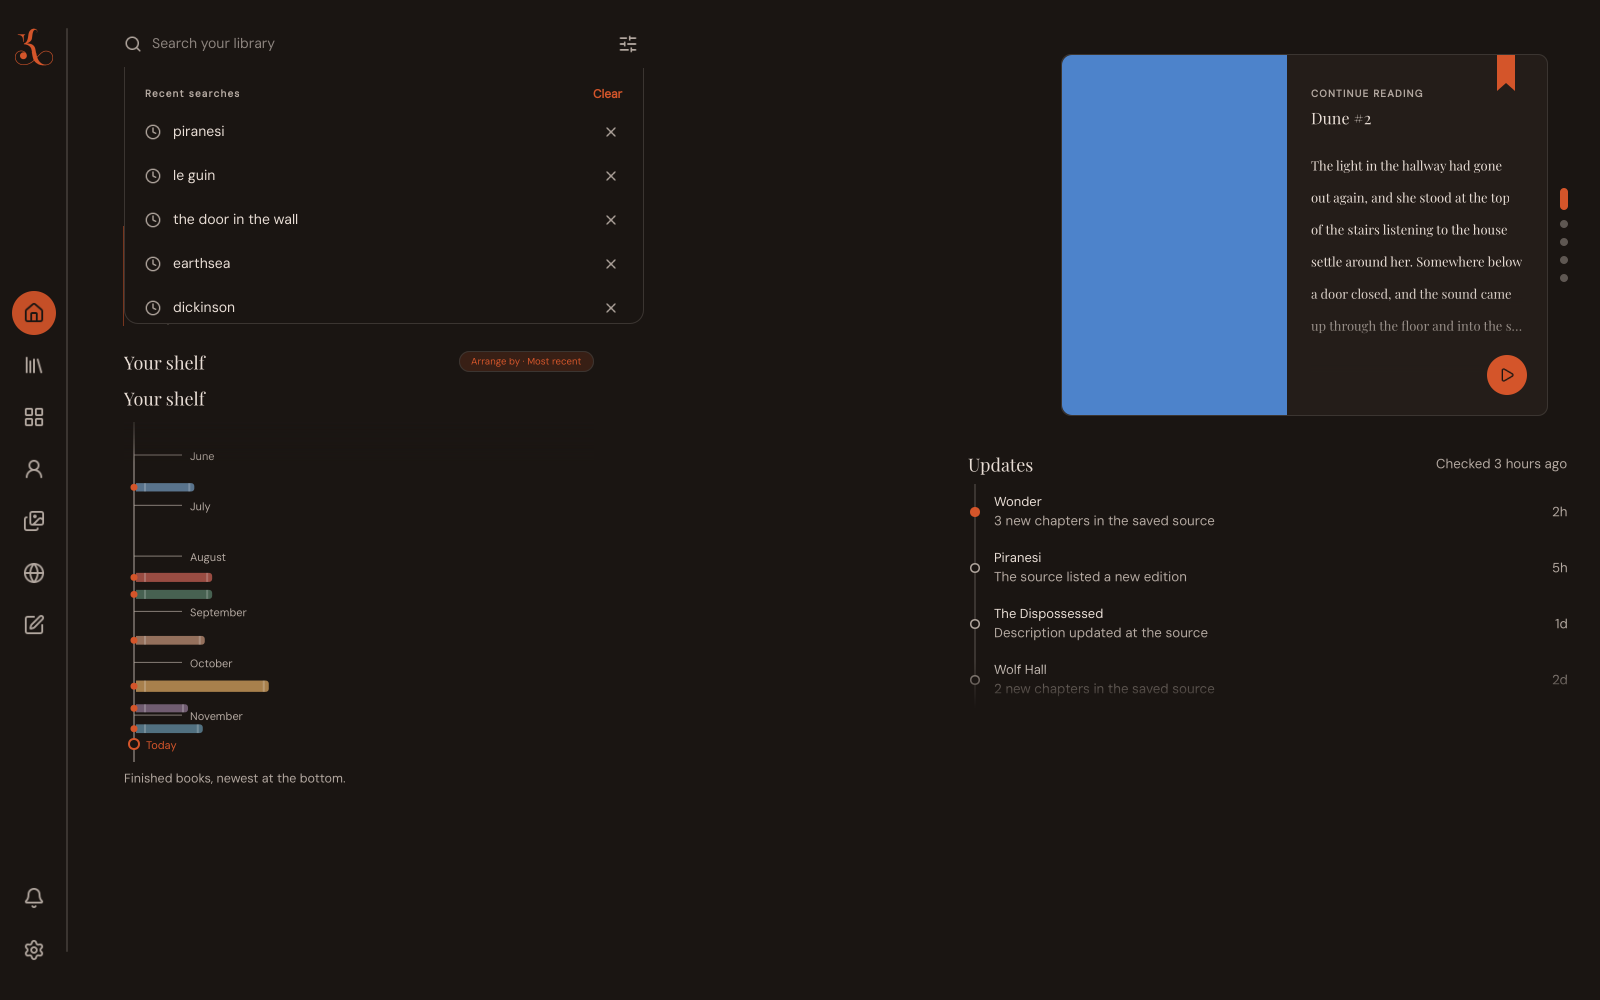 Search your library
Recent searches
Clear
piranesi
le guin
the door in the wall
earthsea
dickinson
Your shelf
Arrange by · Most recent
Your shelf
June
July
August
September
October
November
Today
Finished books, newest at the bottom.
CONTINUE READING
Dune #2
The light in the hallway had gone
out again, and she stood at the top
of the stairs listening to the house
settle around her. Somewhere below
a door closed, and the sound came
up through the floor and into the s...
Updates
Checked 3 hours ago
Wonder
3 new chapters in the saved source
2h
Piranesi
The source listed a new edition
5h
The Dispossessed
Description updated at the source
1d
Wolf Hall
2 new chapters in the saved source
2d